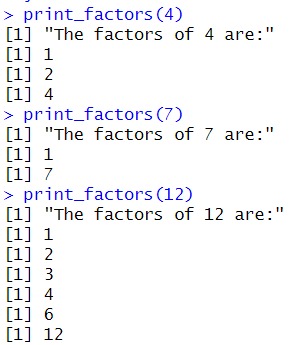 > print_factors(4)
[1] "The factors of 4 are:"
[1] 1
[1] 2
[1] 4
> print_factors(7)
[1] "The factors of 7 are:"
[1] 1
[1] 7
> print_factors(12)
[1] "The factors of 12 are:"
[1] 1
[1] 2
[1] 3
[1] 4
[1] 6
[1] 12